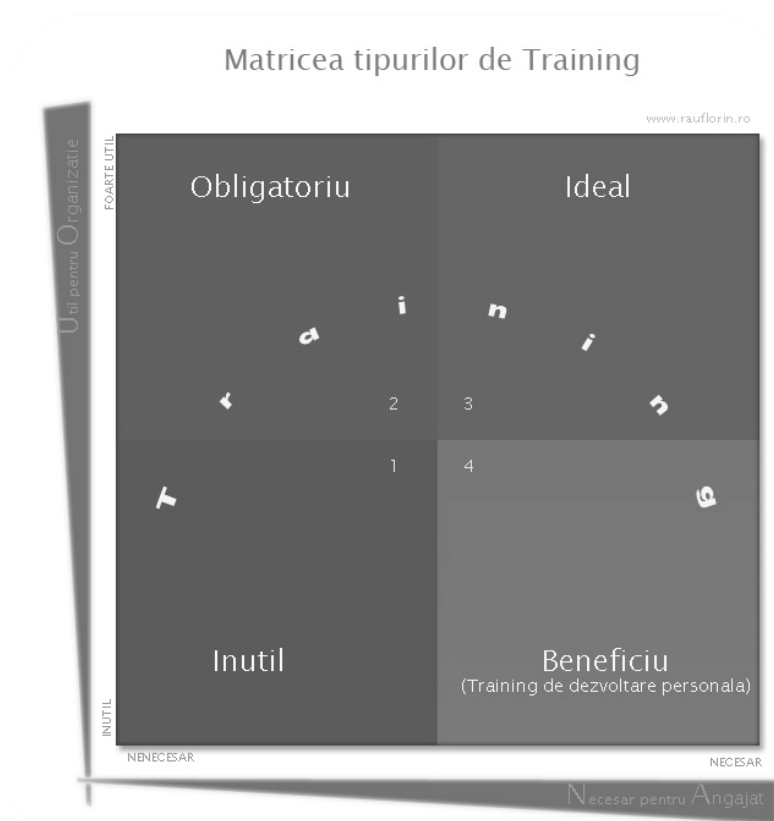 Matricea tipurilor de Training
www.rauflorin.ro
Util pentru Organizatie
FOARTE UTIL
Obligatoriu
Ideal
Training
2
3
1
4
Inutil
Beneficiu
(Training de dezvoltare personala)
INUTIL
NENECESAR
NECESAR
Necesar pentru Angajat